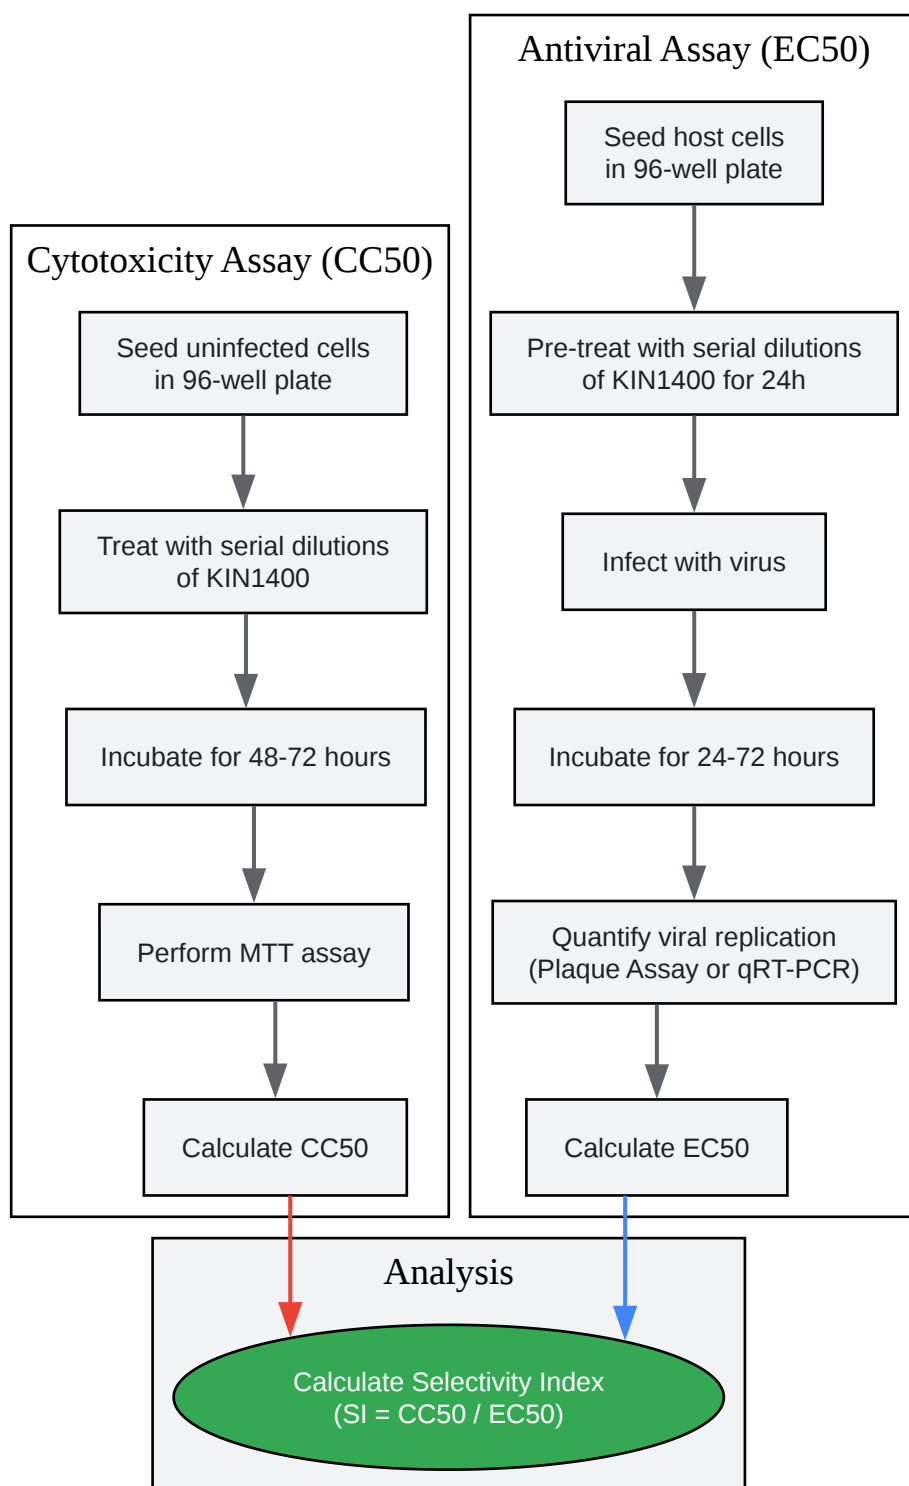 Antiviral Assay (EC50)
Seed host cells
in 96-well plate
Pre-treat with serial dilutions
of KIN1400 for 24h
Infect with virus
Incubate for 24-72 hours
Quantify viral replication
(Plaque Assay or qRT-PCR)
Calculate EC50
Cytotoxicity Assay (CC50)
Seed uninfected cells
in 96-well plate
Treat with serial dilutions
of KIN1400
Incubate for 48-72 hours
Perform MTT assay
Calculate CC50
Analysis
Calculate Selectivity Index
(SI = CC50 / EC50)